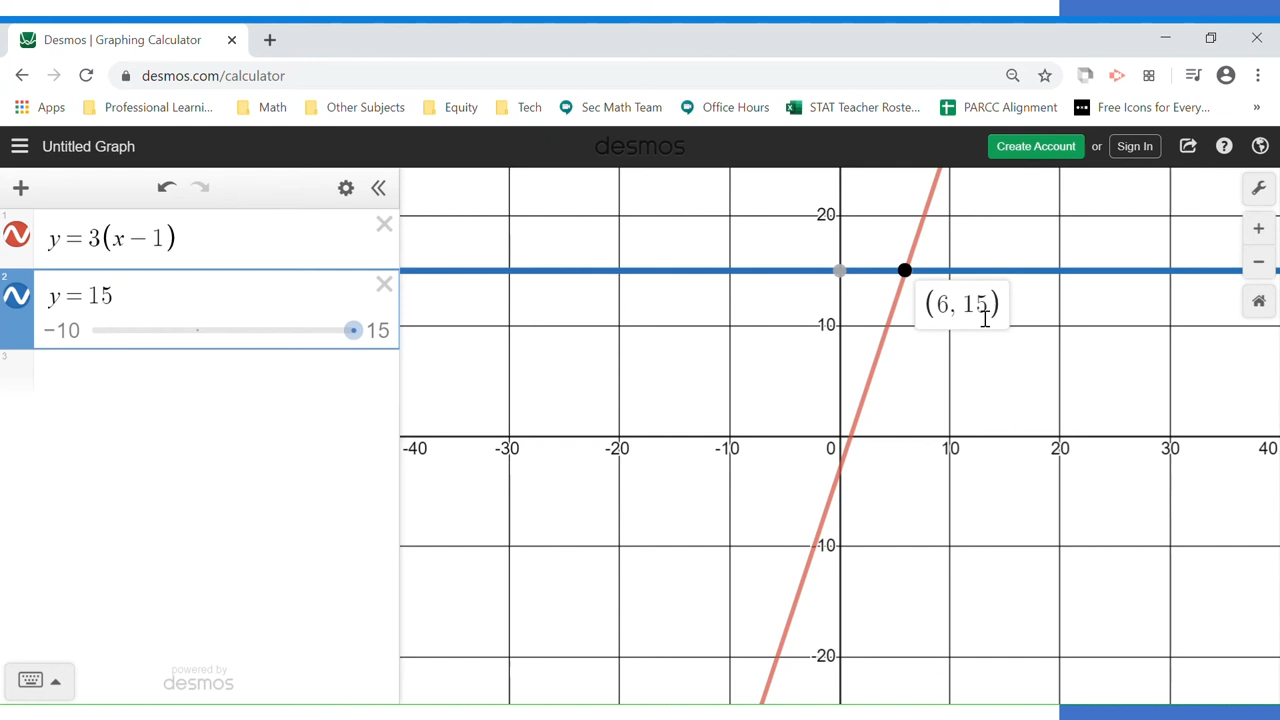 Desmos | Graphing Calculator
desmos.com/calculator
Apps Professional Learni... Math Other Subjects Equity Tech Sec Math Team Office Hours STAT Teacher Roste... PARCC Alignment Free Icons for Every... »
Untitled Graph desmos Create Account or Sign In
1
y = 3(x − 1)
2
y = 15
−10 15
3
powered by
desmos
20
10
-40 -30 -20 -10 0 10 20 30 40
-10
-20
(6, 15)